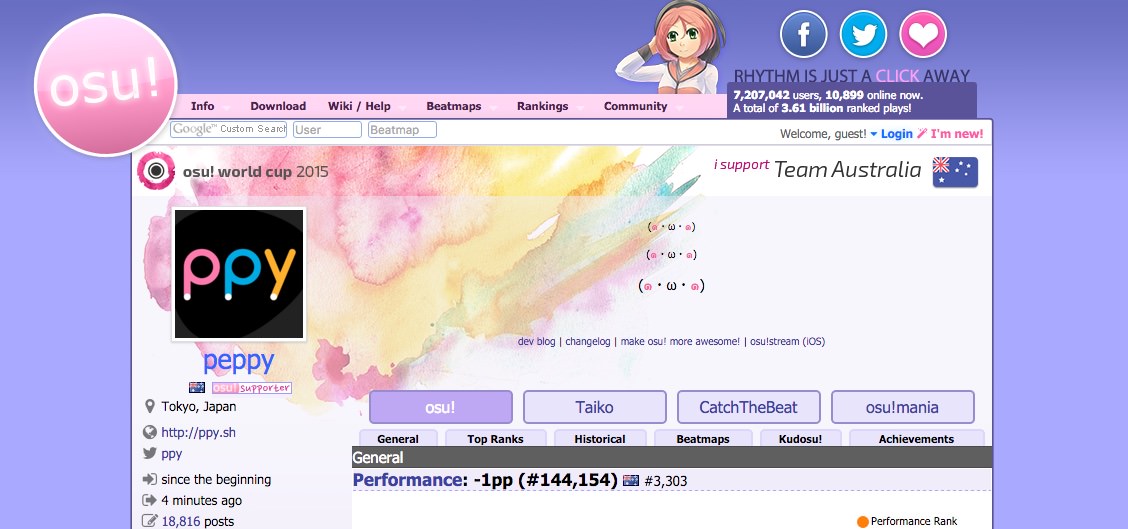 osu!
RHYTHM IS JUST A CLICK AWAY
7,207,042 users, 10,899 online now.
A total of 3.61 billion ranked plays!
Info Download Wiki / Help Beatmaps Rankings Community
Google™ Custom Search User Beatmap
Welcome, guest! Login I'm new!
osu! world cup 2015
i support Team Australia
ppy
(๑・ω・๑)
(๑・ω・๑)
(๑・ω・๑)
dev blog | changelog | make osu! more awesome! | osu!stream (iOS)
peppy
osu! supporter
Tokyo, Japan
http://ppy.sh
ppy
since the beginning
4 minutes ago
18,816 posts
osu! Taiko CatchTheBeat osu!mania
General Top Ranks Historical Beatmaps Kudosu! Achievements
General
Performance: -1pp (#144,154) #3,303
Performance Rank